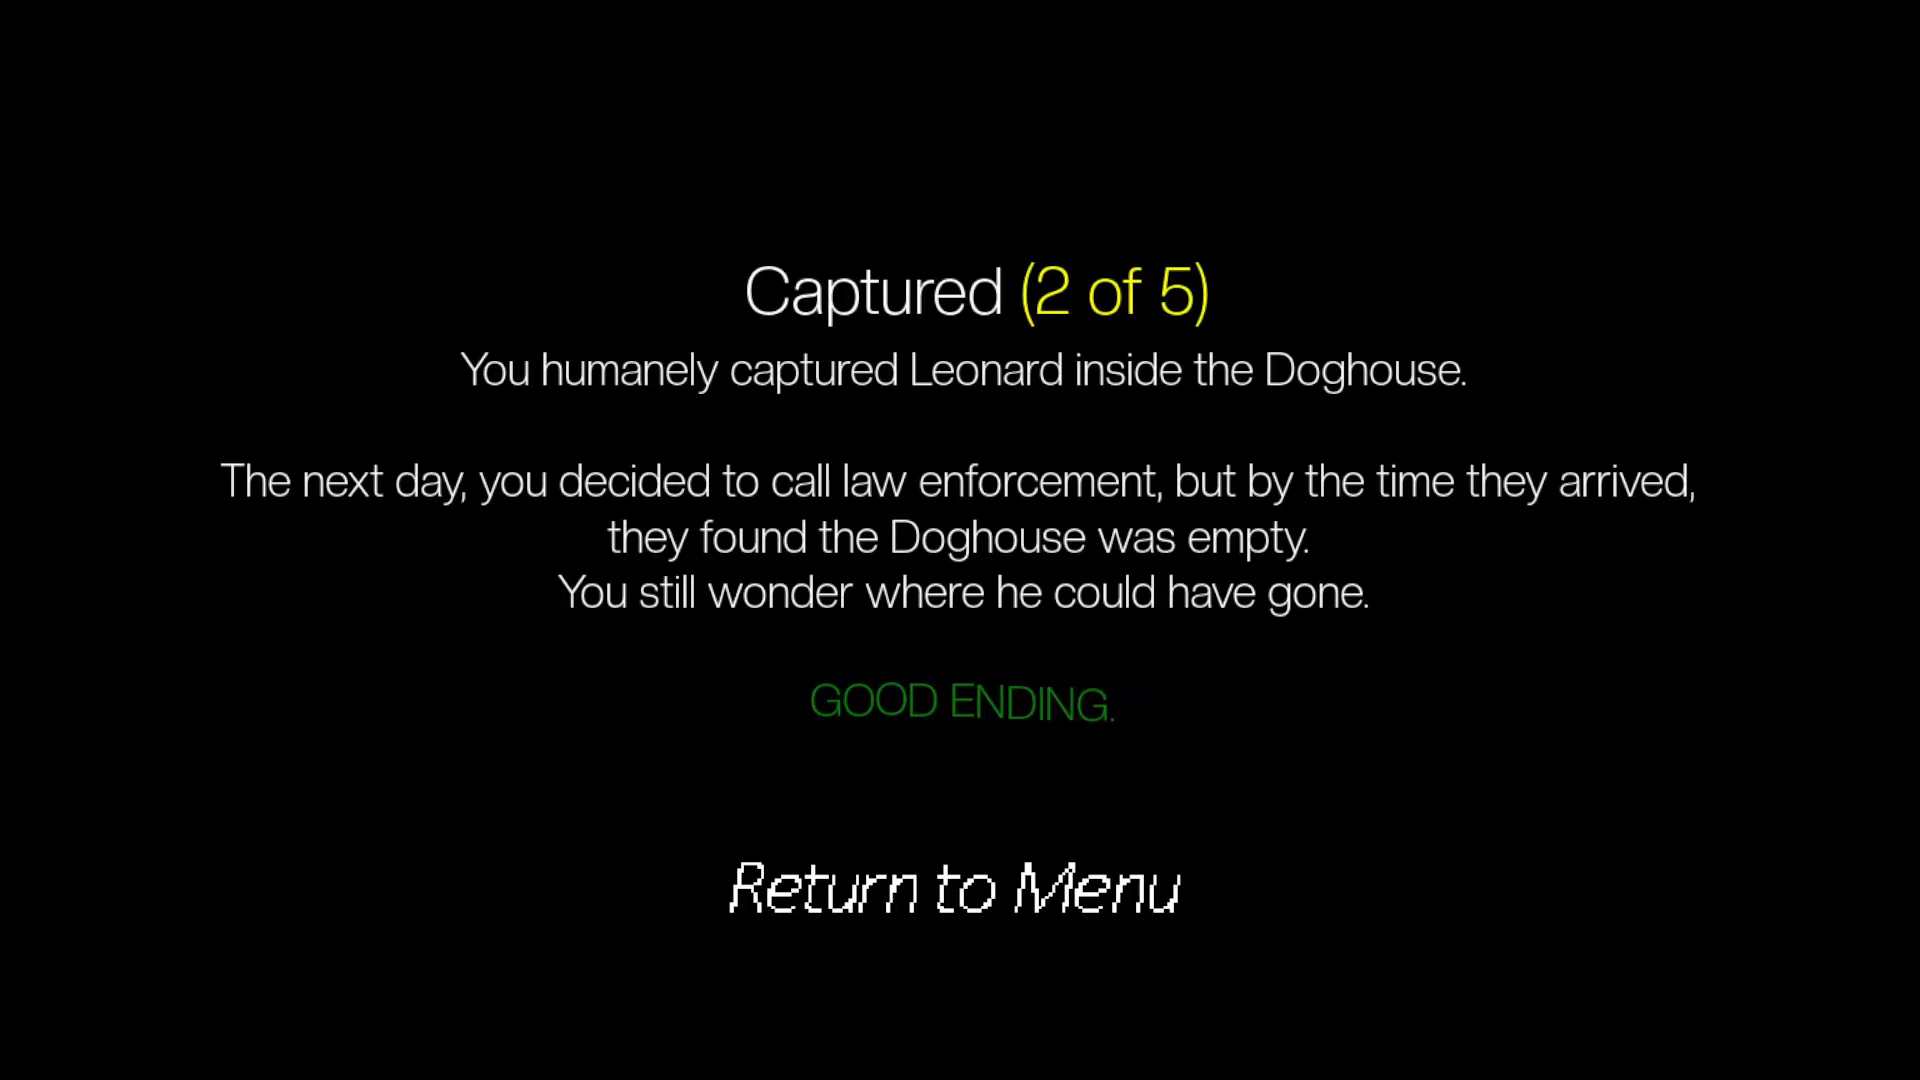 Captured (2 of 5)
You humanely captured Leonard inside the Doghouse.
The next day, you decided to call law enforcement, but by the time they arrived,
they found the Doghouse was empty.
You still wonder where he could have gone.
GOOD ENDING.
Return to Menu